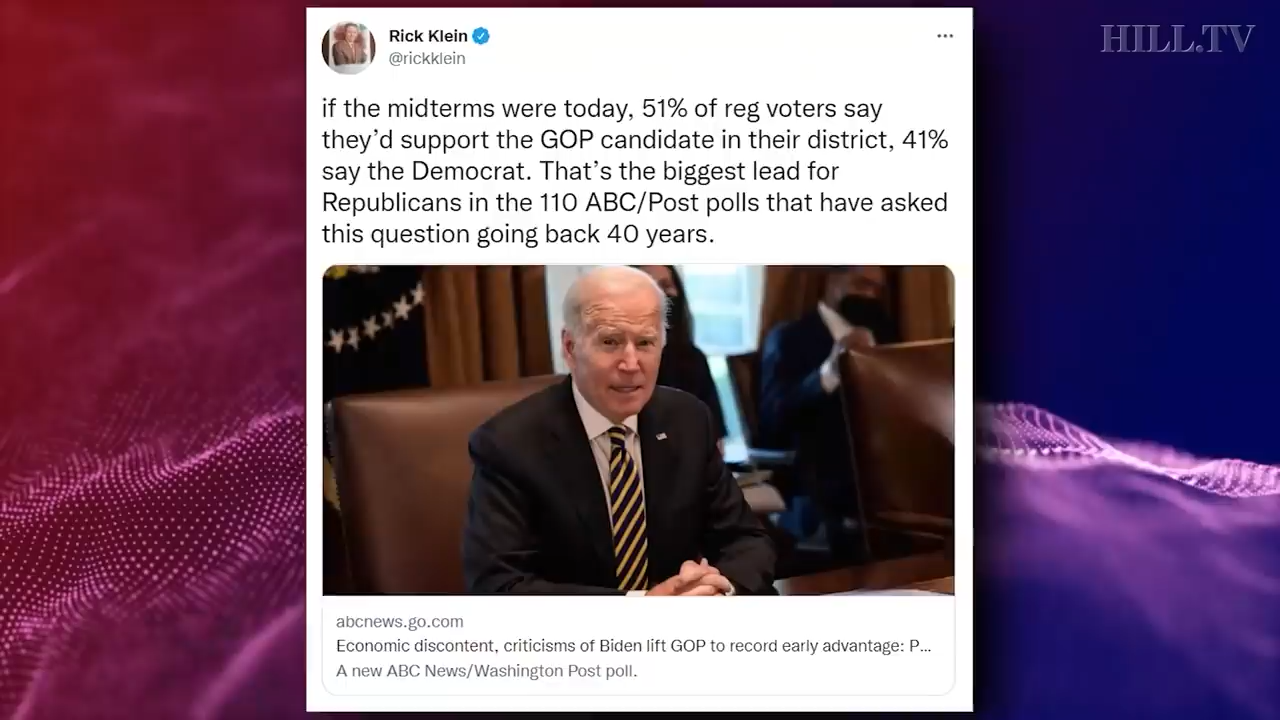 HILL.TV
Rick Klein
@rickklein
if the midterms were today, 51% of reg voters say
they’d support the GOP candidate in their district, 41%
say the Democrat. That’s the biggest lead for
Republicans in the 110 ABC/Post polls that have asked
this question going back 40 years.
abcnews.go.com
Economic discontent, criticisms of Biden lift GOP to record early advantage: P...
A new ABC News/Washington Post poll.